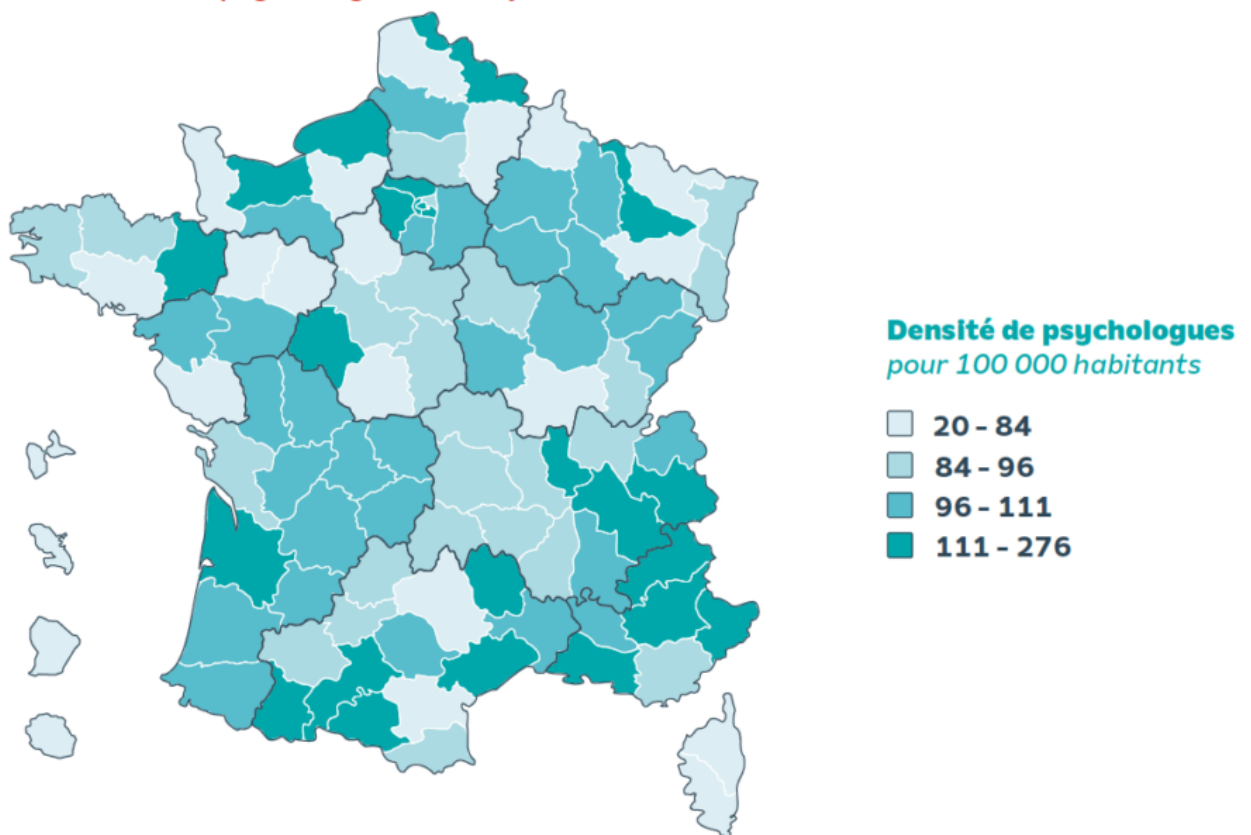 Densité de psychologues
pour 100 000 habitants
20 - 84
84 - 96
96 - 111
111 - 276